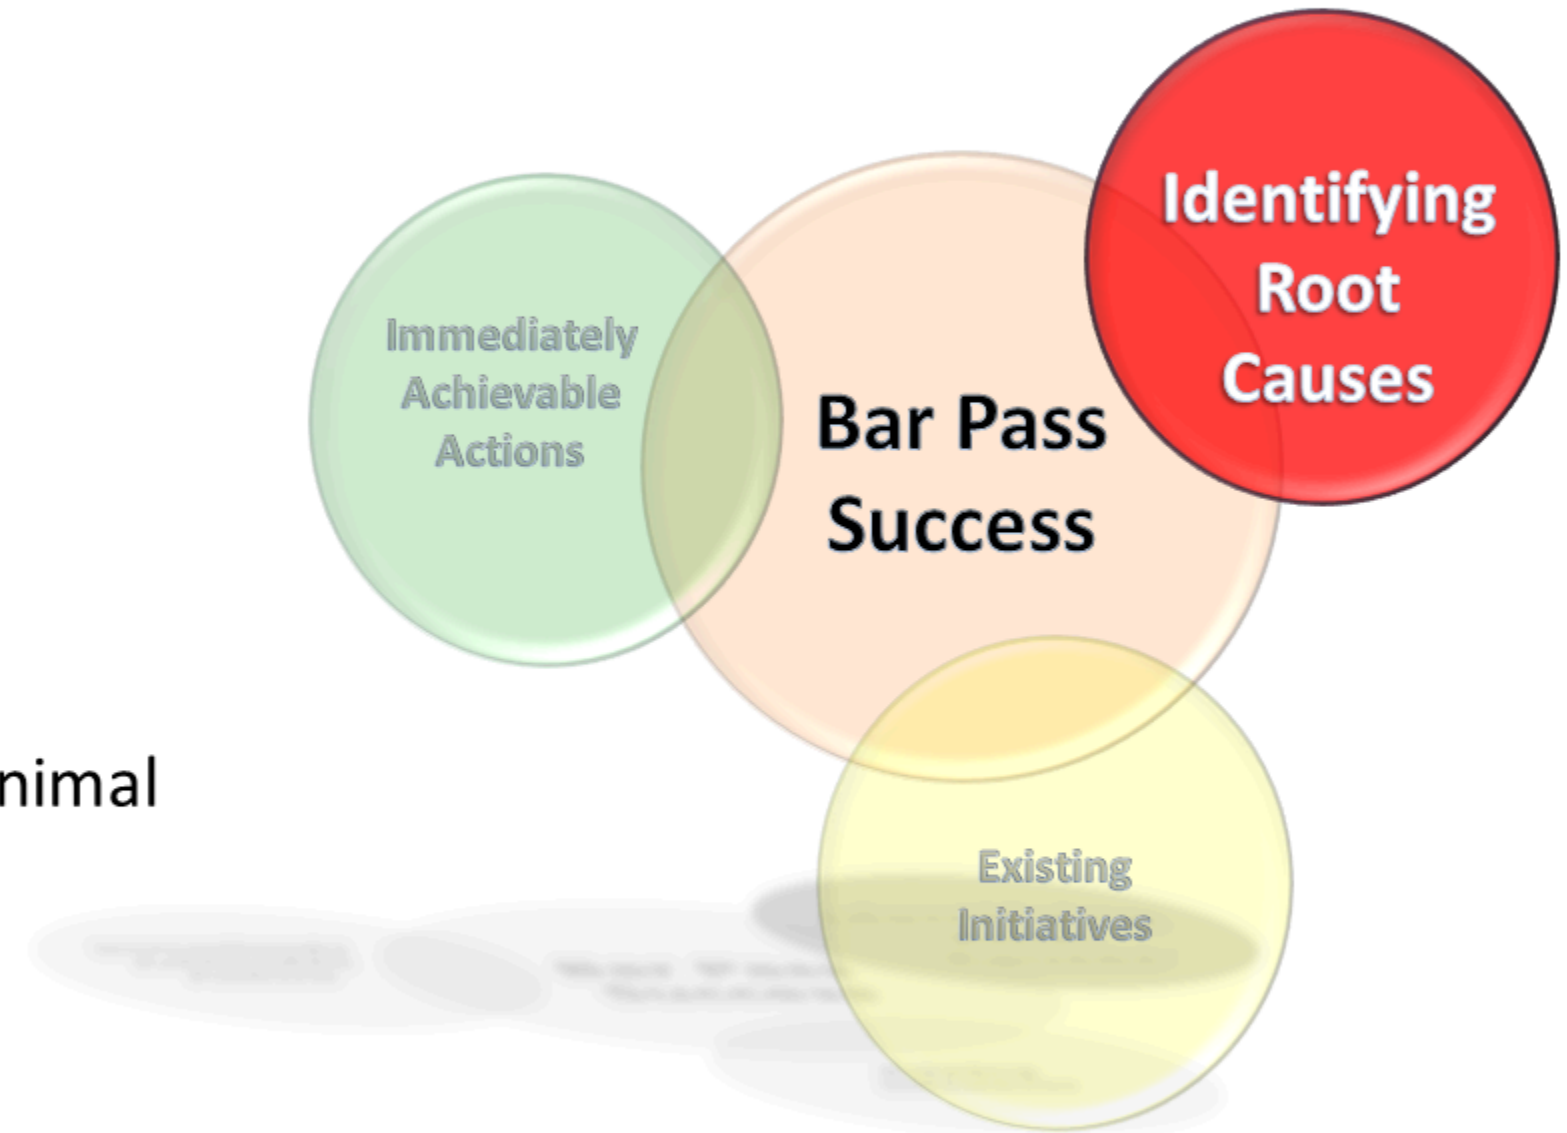 Identifying
Root
Causes
Immediately
Achievable
Actions
Bar Pass
Success
nimal
Existing
Initiatives